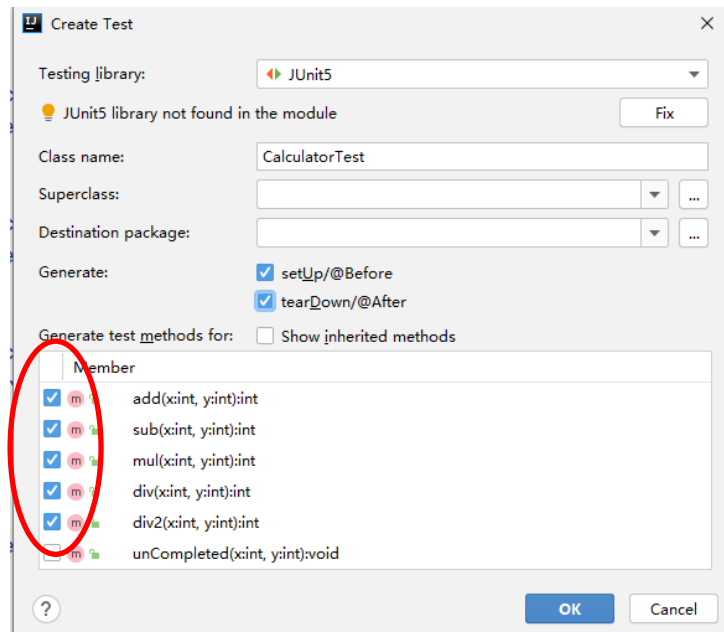 IJ Create Test
Testing library: JUnit5
JUnit5 library not found in the module Fix
Class name: CalculatorTest
Superclass: ...
Destination package: ...
Generate: setUp/@Before
tearDown/@After
Generate test methods for: Show inherited methods
Member
m add(x:int, y:int):int
m sub(x:int, y:int):int
m mul(x:int, y:int):int
m div(x:int, y:int):int
m div2(x:int, y:int):int
m unCompleted(x:int, y:int):void
? OK Cancel